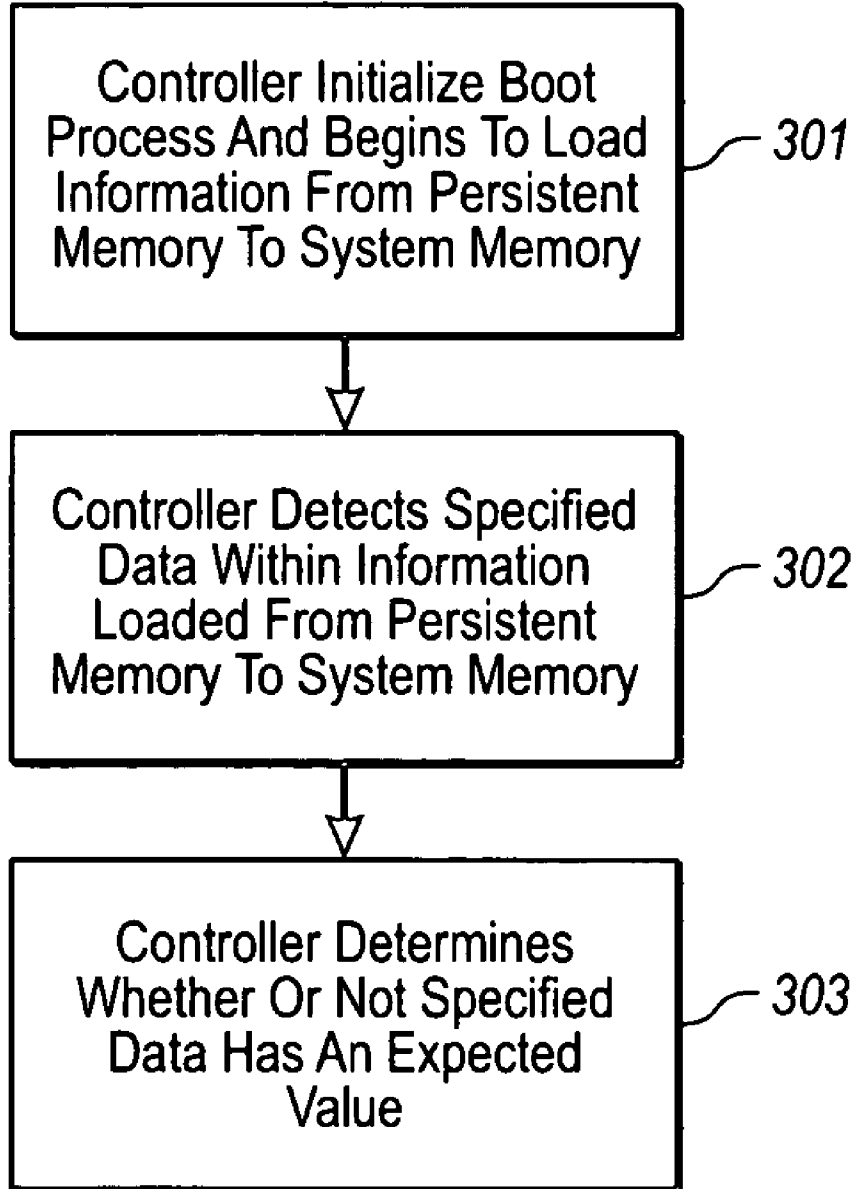 Controller Initialize Boot
Process And Begins To Load
Information From Persistent
Memory To System Memory
301
Controller Detects Specified
Data Within Information
Loaded From Persistent
Memory To System Memory
302
Controller Determines
Whether Or Not Specified
Data Has An Expected
Value
303